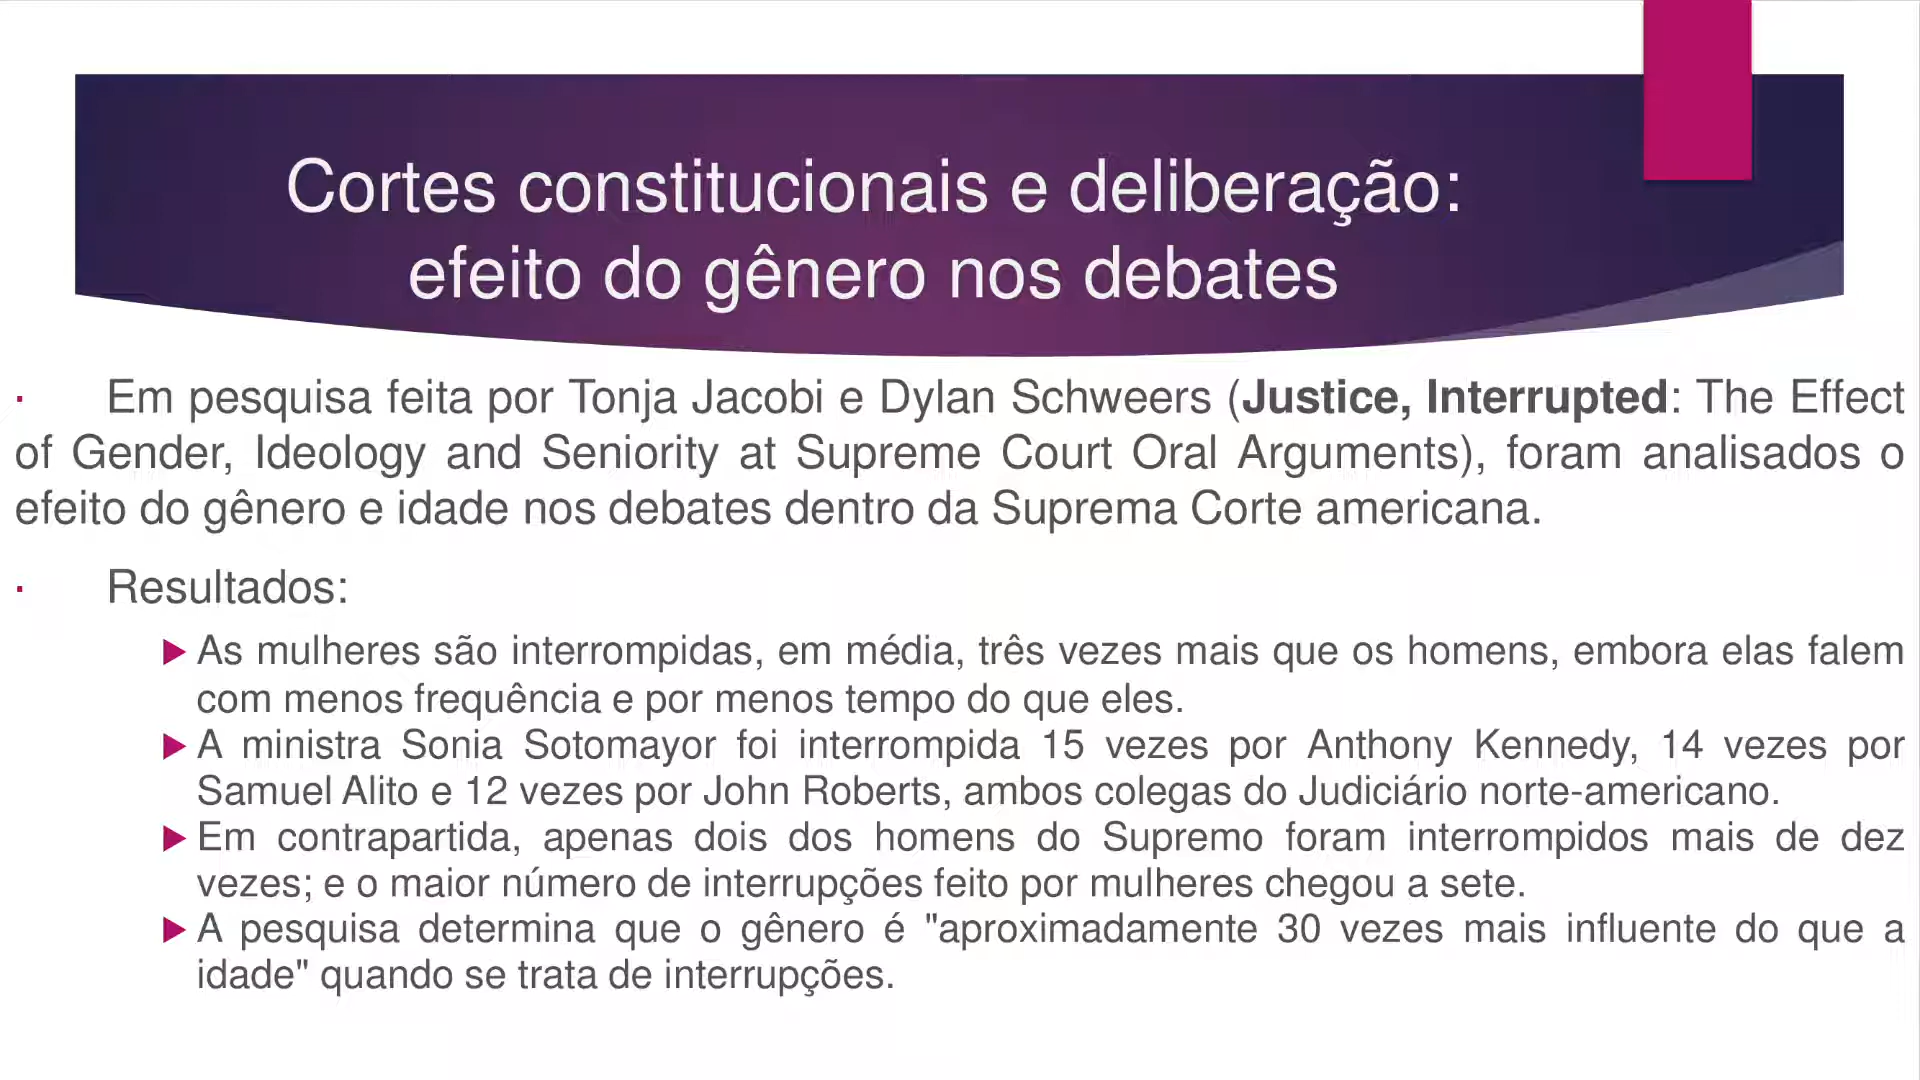 Cortes constitucionais e deliberação:
efeito do gênero nos debates
· Em pesquisa feita por Tonja Jacobi e Dylan Schweers (Justice, Interrupted: The Effect
of Gender, Ideology and Seniority at Supreme Court Oral Arguments), foram analisados o
efeito do gênero e idade nos debates dentro da Suprema Corte americana.
· Resultados:
As mulheres são interrompidas, em média, três vezes mais que os homens, embora elas falem
com menos frequência e por menos tempo do que eles.
A ministra Sonia Sotomayor foi interrompida 15 vezes por Anthony Kennedy, 14 vezes por
Samuel Alito e 12 vezes por John Roberts, ambos colegas do Judiciário norte-americano.
Em contrapartida, apenas dois dos homens do Supremo foram interrompidos mais de dez
vezes; e o maior número de interrupções feito por mulheres chegou a sete.
A pesquisa determina que o gênero é "aproximadamente 30 vezes mais influente do que a
idade" quando se trata de interrupções.